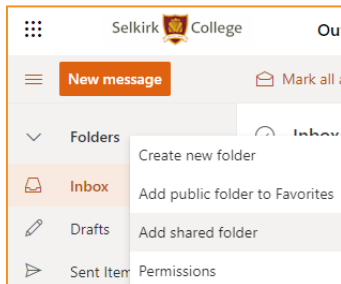 Selkirk College Ou
New message Mark all a
Folders Inbox
Create new folder
Inbox
Add public folder to Favorites
Drafts
Add shared folder
Sent Item
Permissions